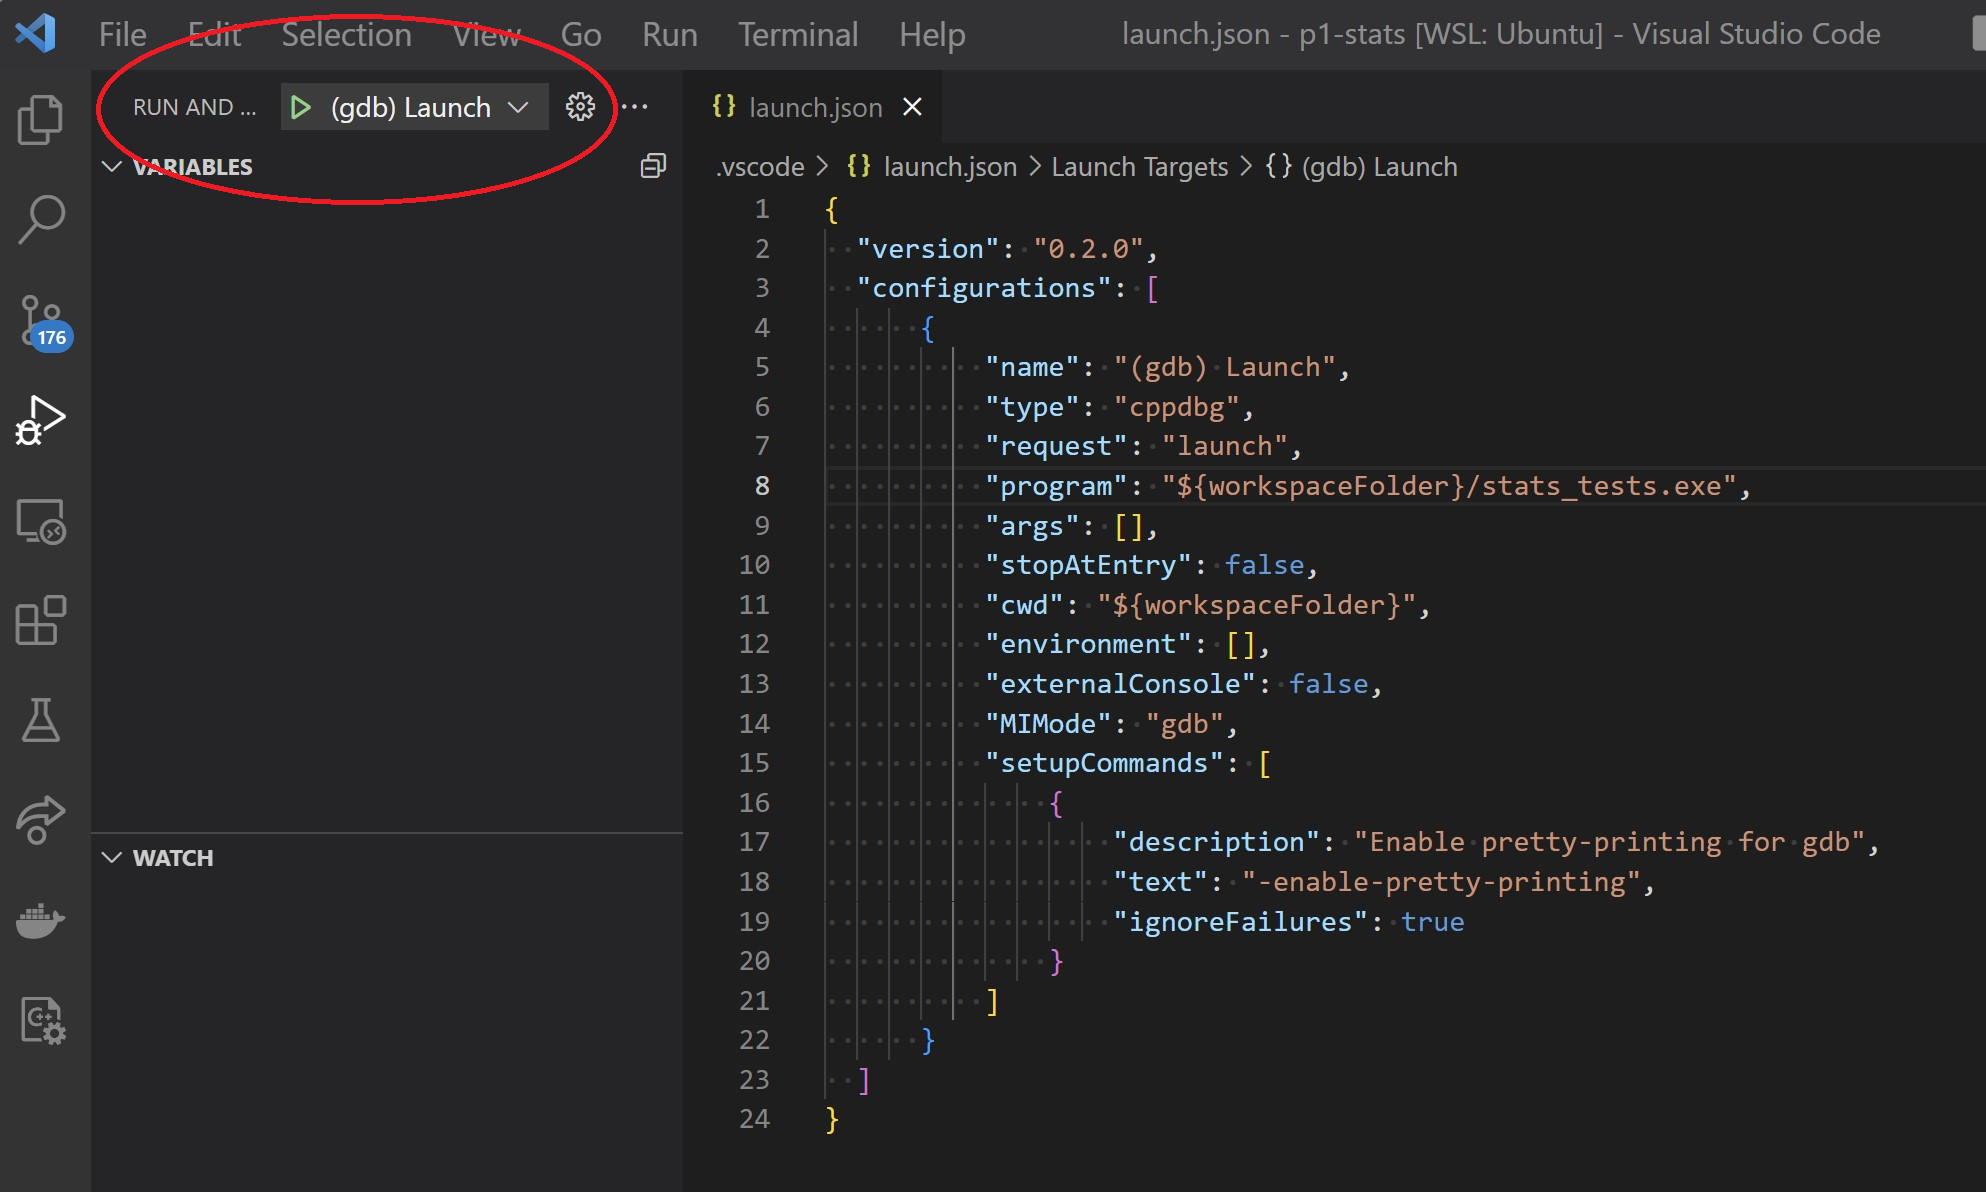 File Edit Selection View Go Run Terminal Help launch.json - p1-stats [WSL: Ubuntu] - Visual Studio Code
RUN AND ... (gdb) Launch ...
VARIABLES
176
WATCH
{} launch.json
.vscode > {} launch.json > Launch Targets > {} (gdb) Launch
1 {
2 "version": "0.2.0",
3 "configurations": [
4 {
5 "name": "(gdb) Launch",
6 "type": "cppdbg",
7 "request": "launch",
8 "program": "${workspaceFolder}/stats_tests.exe",
9 "args": [],
10 "stopAtEntry": false,
11 "cwd": "${workspaceFolder}",
12 "environment": [],
13 "externalConsole": false,
14 "MIMode": "gdb",
15 "setupCommands": [
16 {
17 "description": "Enable pretty-printing for gdb",
18 "text": "-enable-pretty-printing",
19 "ignoreFailures": true
20 }
21 ]
22 }
23 ]
24 }
C++